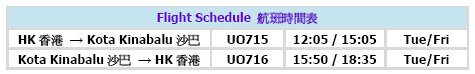 Flight Schedule 航班時間表
HK 香港 → Kota Kinabalu 沙巴 UO715 12:05 / 15:05 Tue/Fri
Kota Kinabalu 沙巴 → HK 香港 UO716 15:50 / 18:35 Tue/Fri